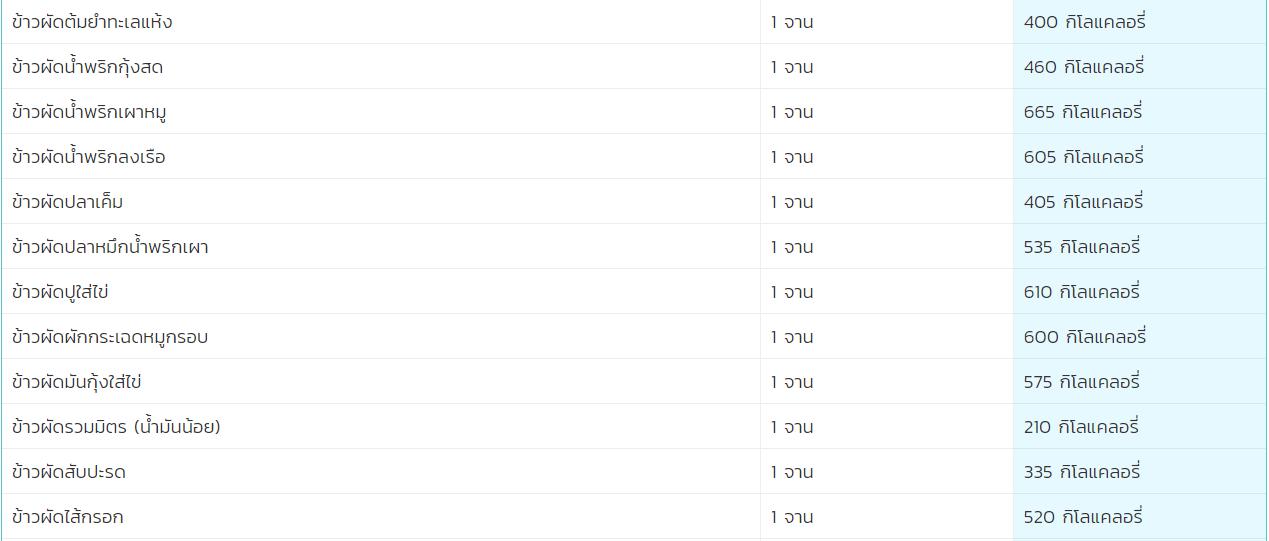 ข้าวผัดต้มยำทะเลแห้ง 1 จาน 400 กิโลแคลอรี่
ข้าวผัดน้ำพริกกุ้งสด 1 จาน 460 กิโลแคลอรี่
ข้าวผัดน้ำพริกเผาหมู 1 จาน 665 กิโลแคลอรี่
ข้าวผัดน้ำพริกลงเรือ 1 จาน 605 กิโลแคลอรี่
ข้าวผัดปลาเค็ม 1 จาน 405 กิโลแคลอรี่
ข้าวผัดปลาหมึกน้ำพริกเผา 1 จาน 535 กิโลแคลอรี่
ข้าวผัดปูใส่ไข่ 1 จาน 610 กิโลแคลอรี่
ข้าวผัดผักกระเฉดหมูกรอบ 1 จาน 600 กิโลแคลอรี่
ข้าวผัดมันกุ้งใส่ไข่ 1 จาน 575 กิโลแคลอรี่
ข้าวผัดรวมมิตร (น้ำมันน้อย) 1 จาน 210 กิโลแคลอรี่
ข้าวผัดสับปะรด 1 จาน 335 กิโลแคลอรี่
ข้าวผัดไส้กรอก 1 จาน 520 กิโลแคลอรี่